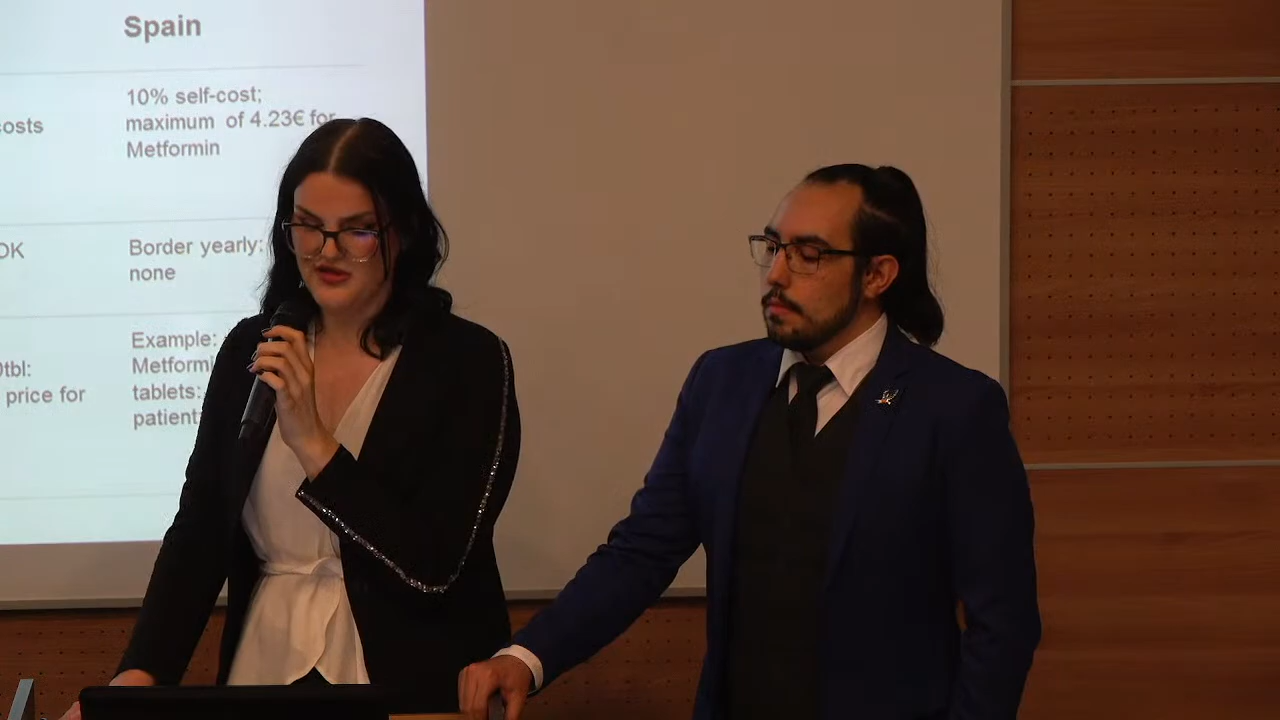 Spain
costs
10% self-cost;
maximum of 4.23€ for
Metformin
OK
Border yearly:
none
0tbl:
price for
Example:
Metformi
tablets:
patient